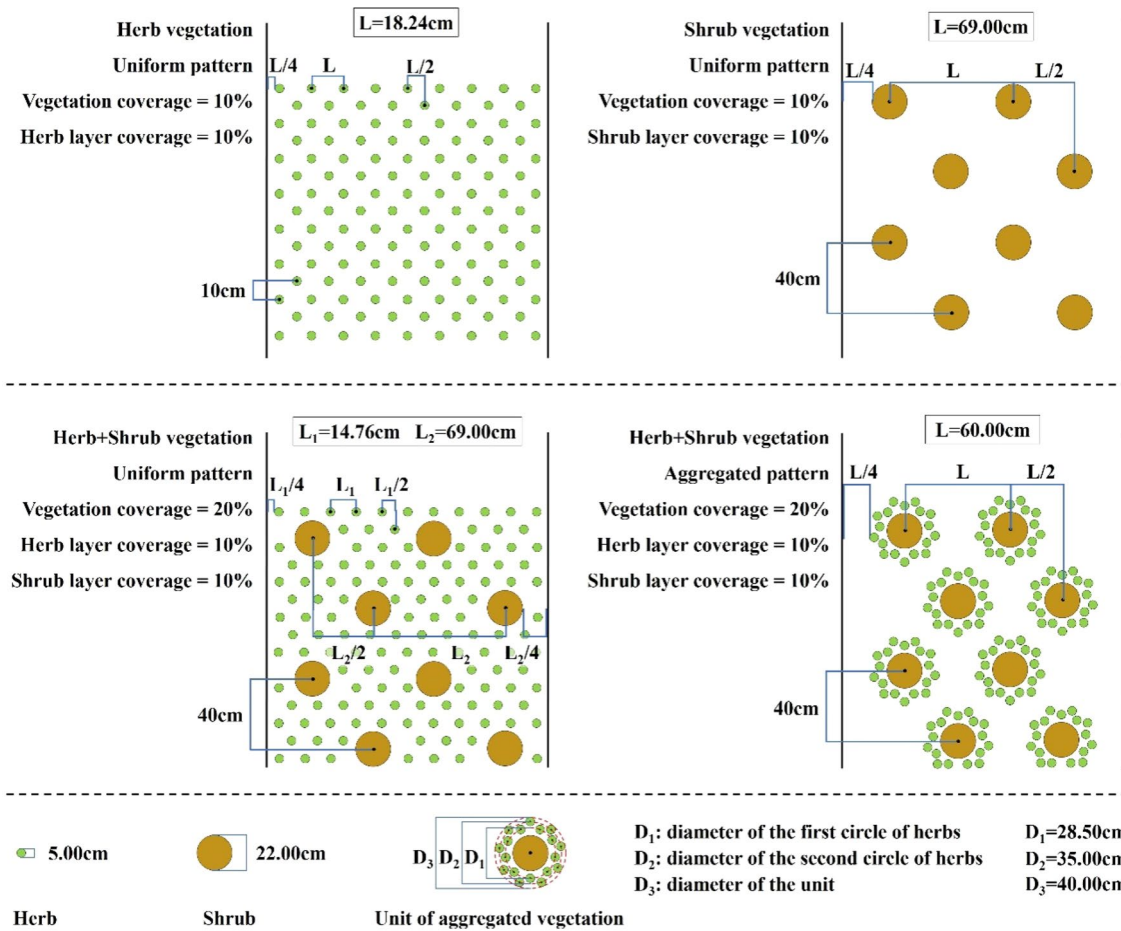 Herb vegetation
L=18.24cm
Uniform pattern
L/4
L
L/2
Vegetation coverage = 10%
Herb layer coverage = 10%
10cm
Shrub vegetation
L=69.00cm
Uniform pattern
L/4
L
L/2
Vegetation coverage = 10%
Shrub layer coverage = 10%
40cm
Herb+Shrub vegetation
L₁=14.76cm L₂=69.00cm
Uniform pattern
L₁/4
L₁
L₁/2
Vegetation coverage = 20%
Herb layer coverage = 10%
Shrub layer coverage = 10%
L₂/2
L₂
L₂/4
40cm
Herb+Shrub vegetation
L=60.00cm
Aggregated pattern
L/4
L
L/2
Vegetation coverage = 20%
Herb layer coverage = 10%
Shrub layer coverage = 10%
40cm
5.00cm
22.00cm
D₃ D₂ D₁
D₁: diameter of the first circle of herbs D₁=28.50cm
D₂: diameter of the second circle of herbs D₂=35.00cm
D₃: diameter of the unit D₃=40.00cm
Herb
Shrub
Unit of aggregated vegetation